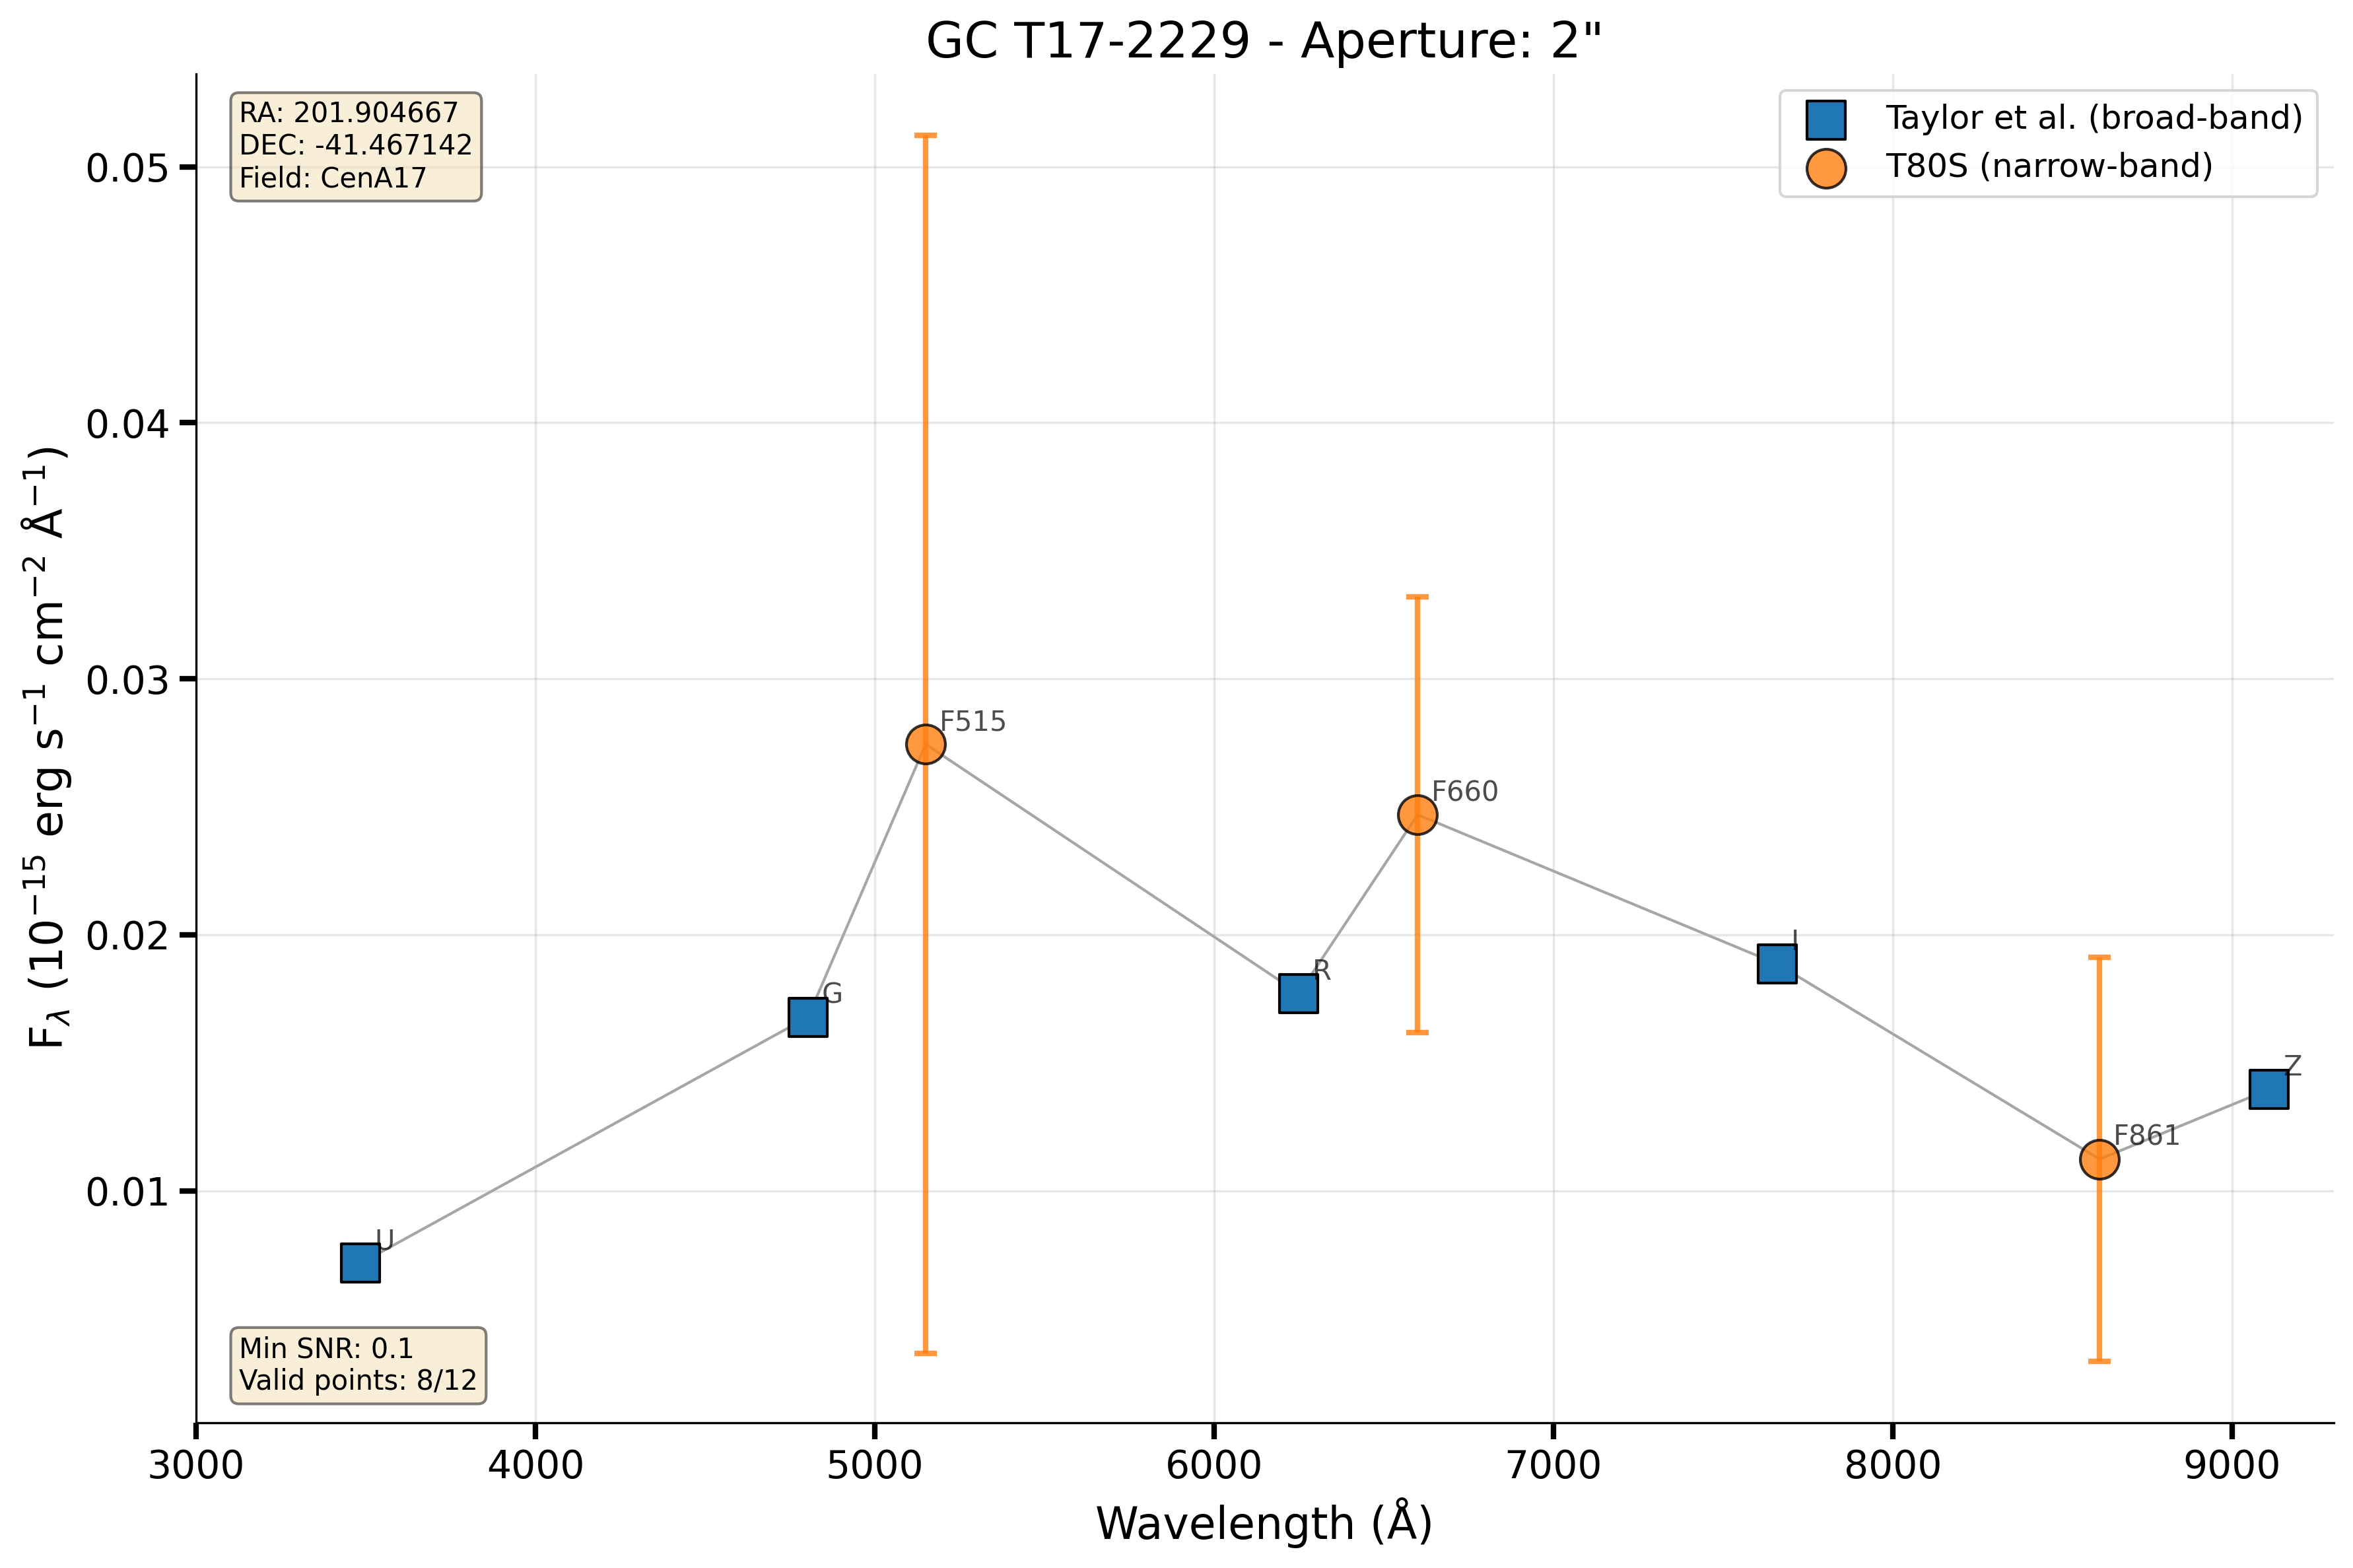 GC T17-2229 - Aperture: 2"
RA: 201.904667
DEC: -41.467142
Field: CenA17
Taylor et al. (broad-band)
T80S (narrow-band)
0.05
0.04
0.03
0.02
0.01
F_λ (10⁻¹⁵ erg s⁻¹ cm⁻² Å⁻¹)
F515
F660
I
R
G
Z
F861
U
Min SNR: 0.1
Valid points: 8/12
3000 4000 5000 6000 7000 8000 9000
Wavelength (Å)